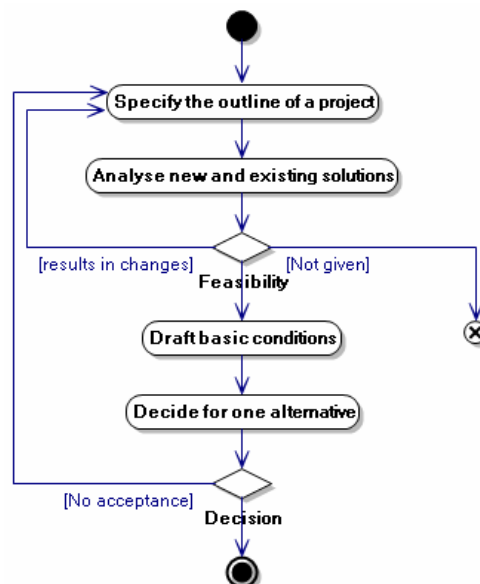 Specify the outline of a project
Analyse new and existing solutions
[results in changes]
[Not given]
Feasibility
Draft basic conditions
Decide for one alternative
[No acceptance]
Decision